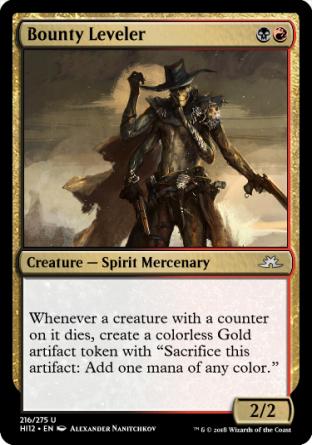 Bounty Leveler
Creature — Spirit Mercenary
Whenever a creature with a counter
on it dies, create a colorless Gold
artifact token with “Sacrifice this
artifact: Add one mana of any color.”
2/2
216/275 U
HI12 • EN ALEXANDER NANITCHKOV
™ & © 2018 Wizards of the Coast